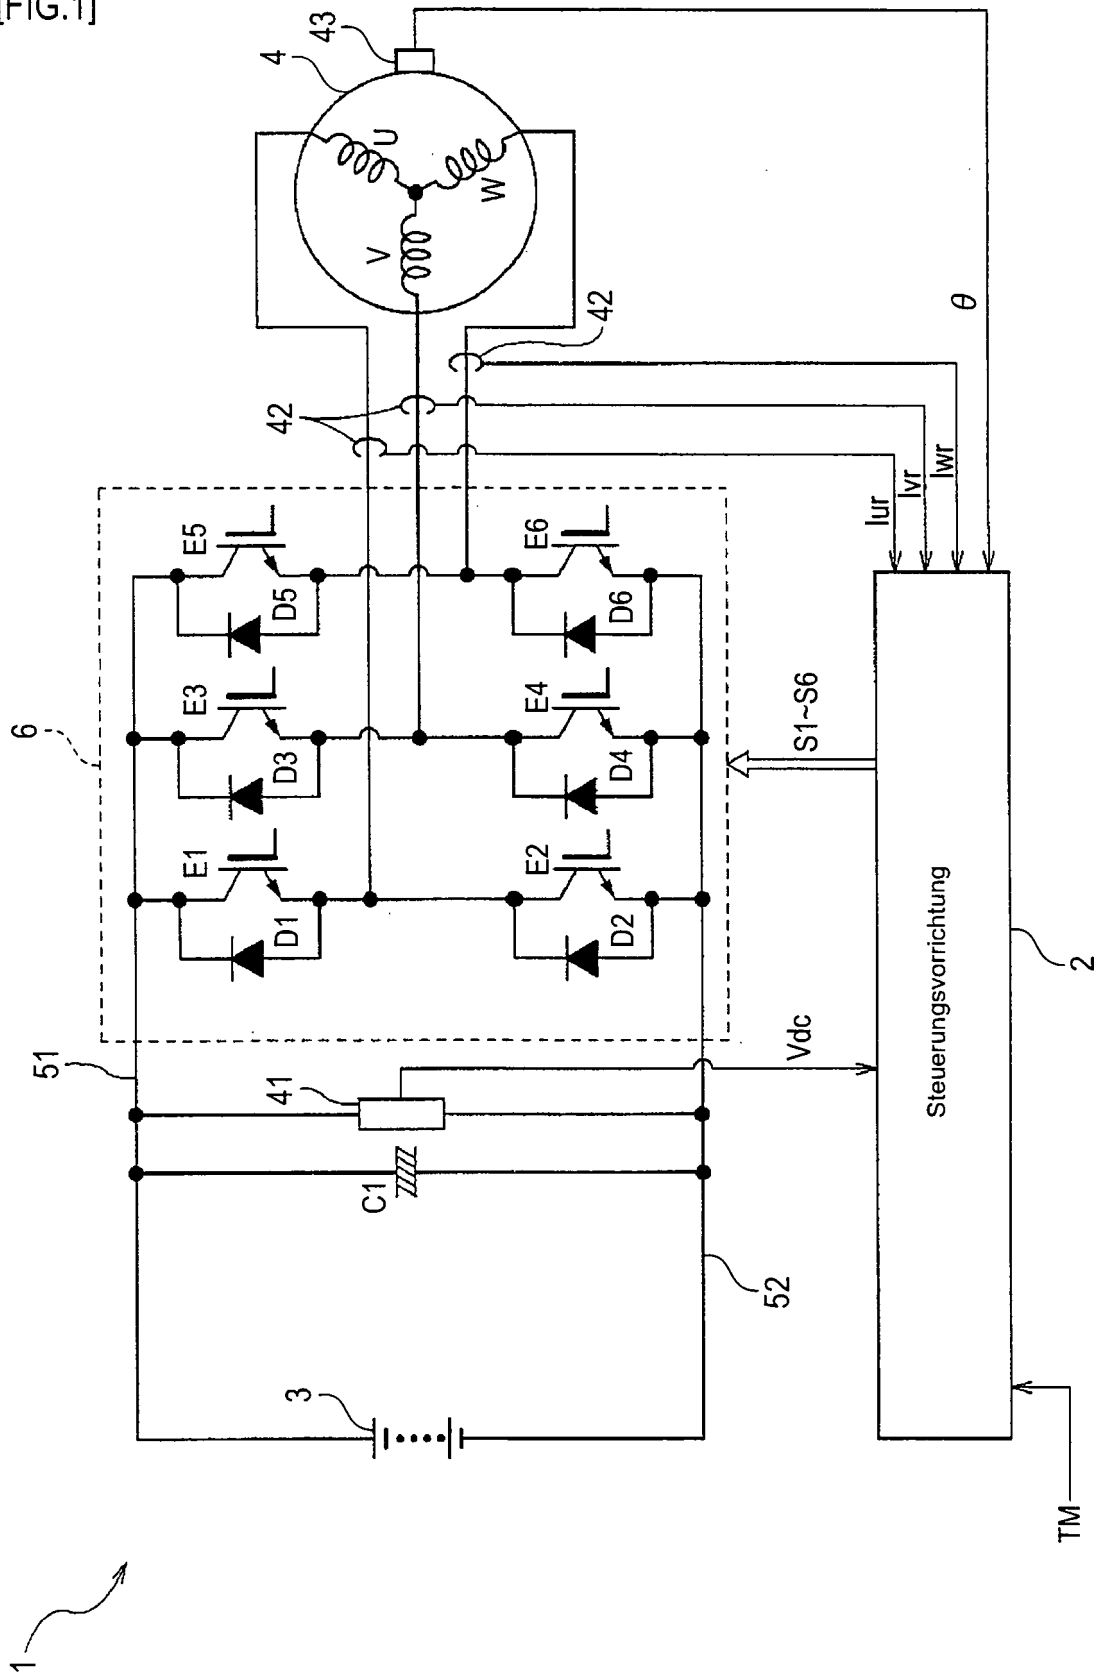 [FIG.1]
1
3
51
52
C1
41
Vdc
6
E1
D1
E2
D2
E3
D3
E4
D4
E5
D5
E6
D6
S1~S6
42
42
4
43
U
V
W
Iur
Ivr
Iwr
θ
Steuerungsvorrichtung
2
TM